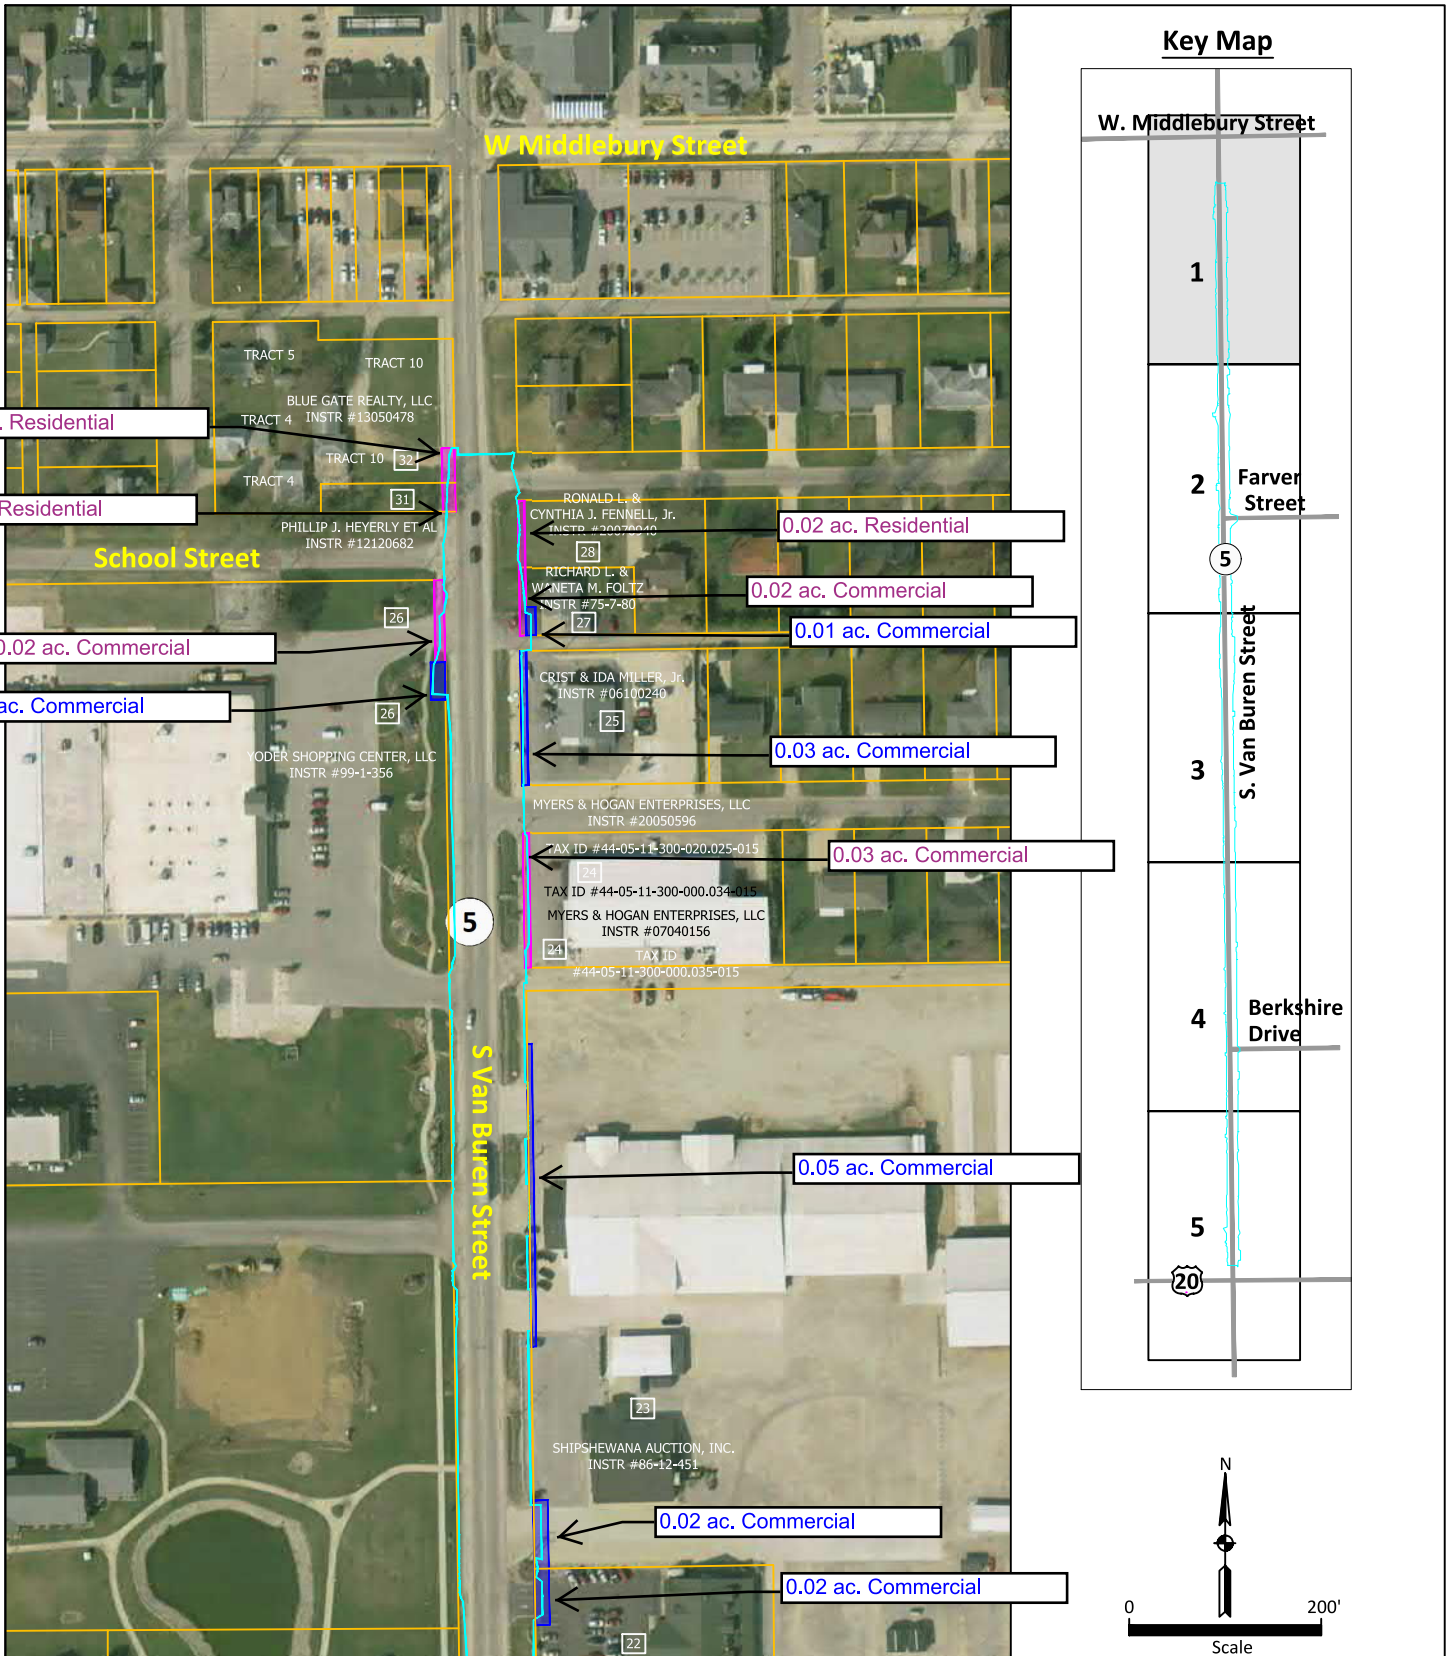 Key Map
W. Middlebury Street
1
2
Farver
Street
5
3
S. Van Buren Street
4
Berkshire
Drive
5
20
N
0 200'
Scale
W Middlebury Street
TRACT 5
TRACT 10
BLUE GATE REALTY, LLC
INSTR #13050478
. Residential
TRACT 4
TRACT 10
32
TRACT 4
31
Residential
PHILLIP J. HEYERLY ET AL
INSTR #12120682
School Street
RONALD L. &
CYNTHIA J. FENNELL, Jr.
INSTR #20070940
0.02 ac. Residential
28
RICHARD L. &
WANETA M. FOLTZ
INSTR #75-7-80
0.02 ac. Commercial
27
0.01 ac. Commercial
26
0.02 ac. Commercial
ac. Commercial
26
CRIST & IDA MILLER, Jr.
INSTR #06100240
25
0.03 ac. Commercial
YODER SHOPPING CENTER, LLC
INSTR #99-1-356
MYERS & HOGAN ENTERPRISES, LLC
INSTR #20050596
TAX ID #44-05-11-300-020.025-015
0.03 ac. Commercial
24
TAX ID #44-05-11-300-000.034-015
MYERS & HOGAN ENTERPRISES, LLC
INSTR #07040156
5
24
TAX ID
#44-05-11-300-000.035-015
S Van Buren Street
0.05 ac. Commercial
23
SHIPSHEWANA AUCTION, INC.
INSTR #86-12-451
0.02 ac. Commercial
0.02 ac. Commercial
22